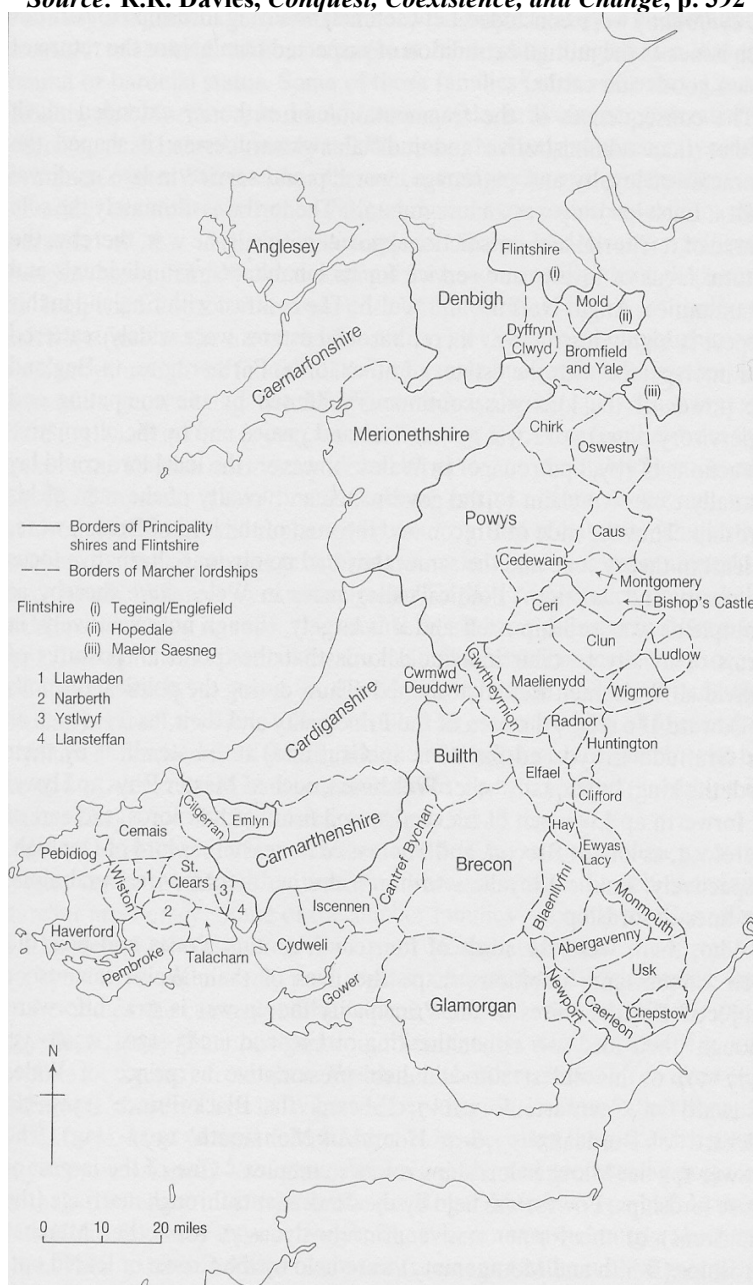 Source: R.R. Davies, Conquest, Coexistence, and Change, p. 392
Anglesey
Flintshire
(i)
Denbigh
Mold
(ii)
Dyffryn
Clwyd
Bromfield
and Yale
Caernarfonshire
(iii)
Merionethshire
Chirk
Oswestry
Powys
Caus
Borders of Principality
shires and Flintshire
Borders of Marcher lordships
Flintshire (i) Tegeingl/Englefield
(ii) Hopedale
(iii) Maelor Saesneg
1 Llawhaden
2 Narberth
3 Ystlwyf
4 Llansteffan
Cedewain
Montgomery
Ceri
Bishop's Castle
Clun
Ludlow
Cwmwd
Deuddwr
Gwrtheyrnion
Maelienydd
Wigmore
Cardiganshire
Radnor
Huntington
Builth
Elfael
Clifford
Cemais
Cilgerran
Emlyn
Carmarthenshire
Cantref Bychan
Hay
Ewyas
Lacy
Pebidiog
Wiston
1
St.
Clears
3
2
4
Brecon
Blaenllyfni
Monmouth
Iscennen
Haverford
Talacharn
Cydweli
Abergavenny
Pembroke
Usk
Gower
Glamorgan
Newport
Caerleon
Chepstow
N
0 10 20 miles